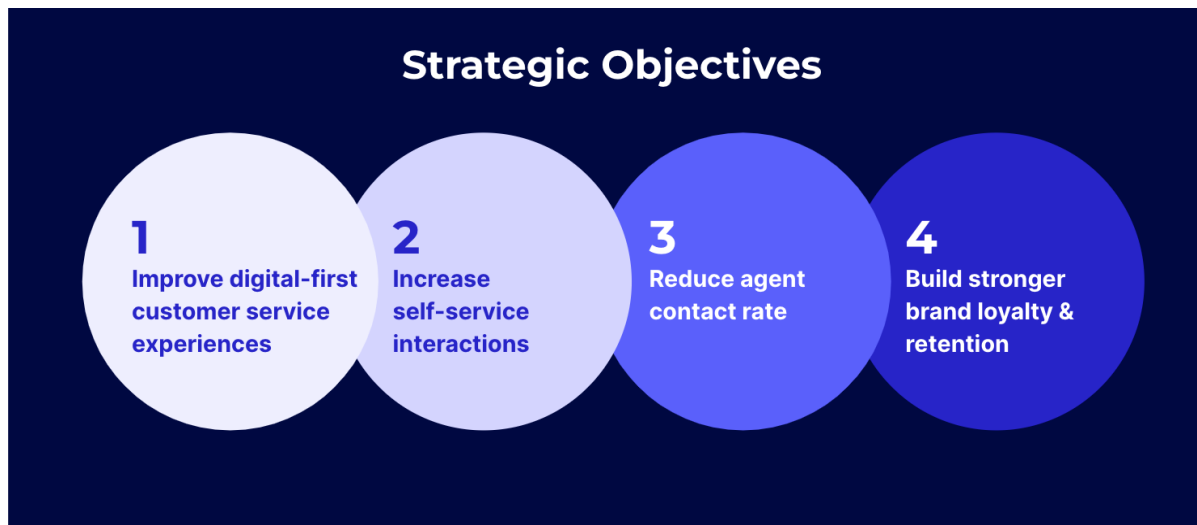 Strategic Objectives
1
Improve digital-first
customer service
experiences
2
Increase
self-service
interactions
3
Reduce agent
contact rate
4
Build stronger
brand loyalty &
retention